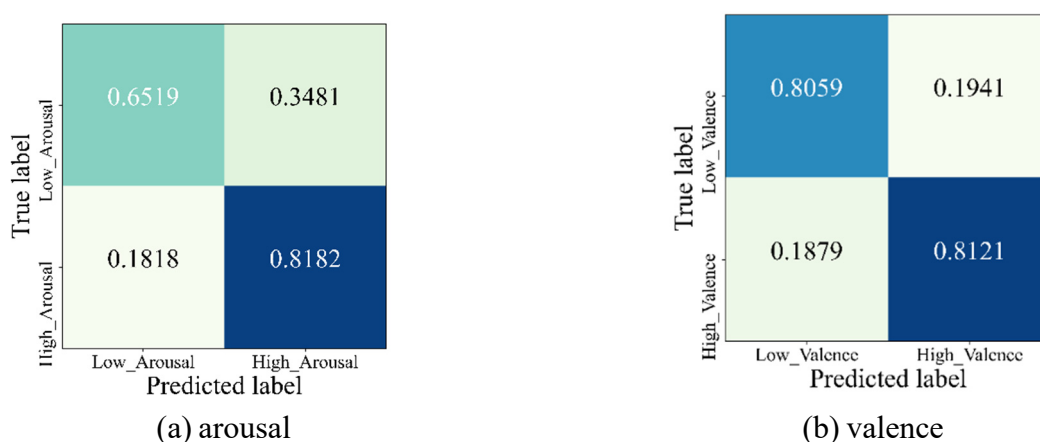 True label
Low_Arousal
High_Arousal
0.6519 0.3481
0.1818 0.8182
Low_Arousal High_Arousal
Predicted label
(a) arousal
True label
Low_Valence
High_Valence
0.8059 0.1941
0.1879 0.8121
Low_Valence High_Valence
Predicted label
(b) valence